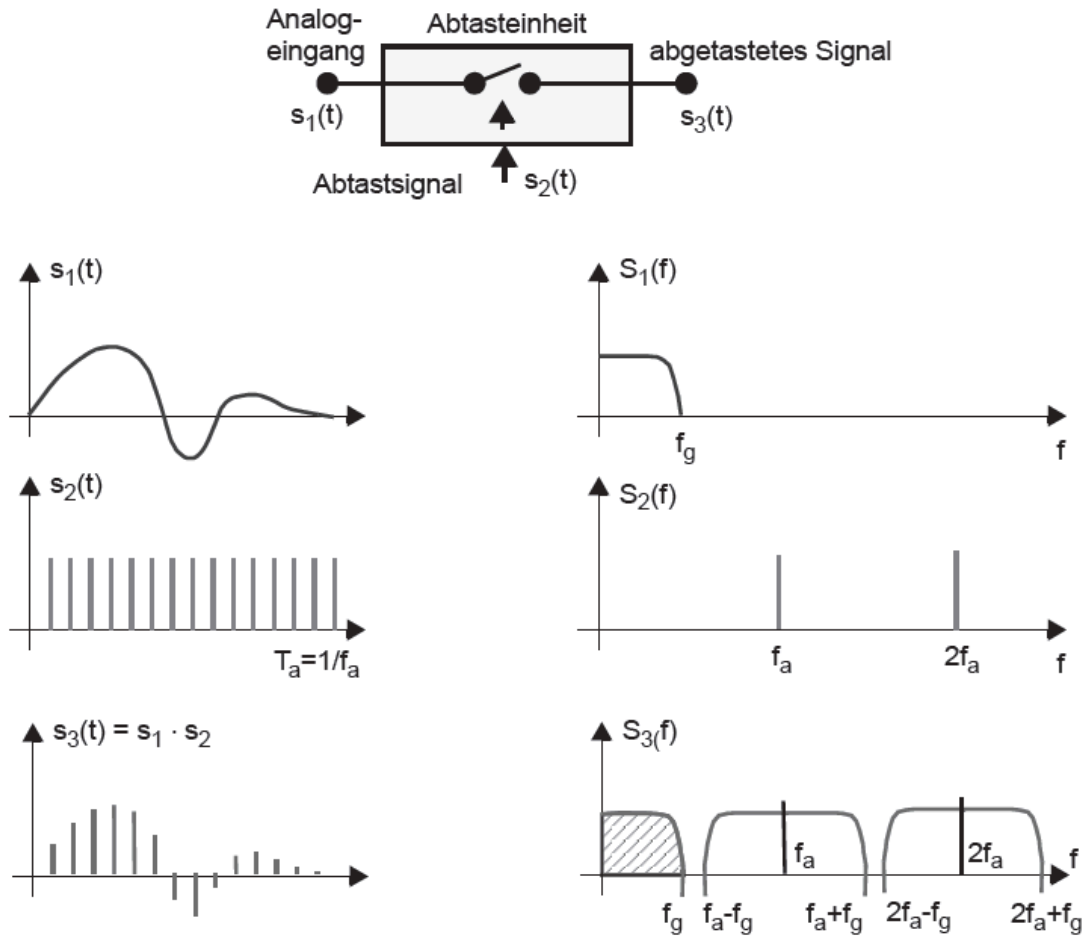 Analog-
eingang
Abtasteinheit
abgetastetes Signal
s1(t)
s3(t)
Abtastsignal
s2(t)
s1(t)
S1(f)
fg
f
s2(t)
S2(f)
Ta=1/fa
fa
2fa
f
s3(t) = s1 · s2
S3(f)
fa
2fa
f
fg
fa-fg
fa+fg
2fa-fg
2fa+fg